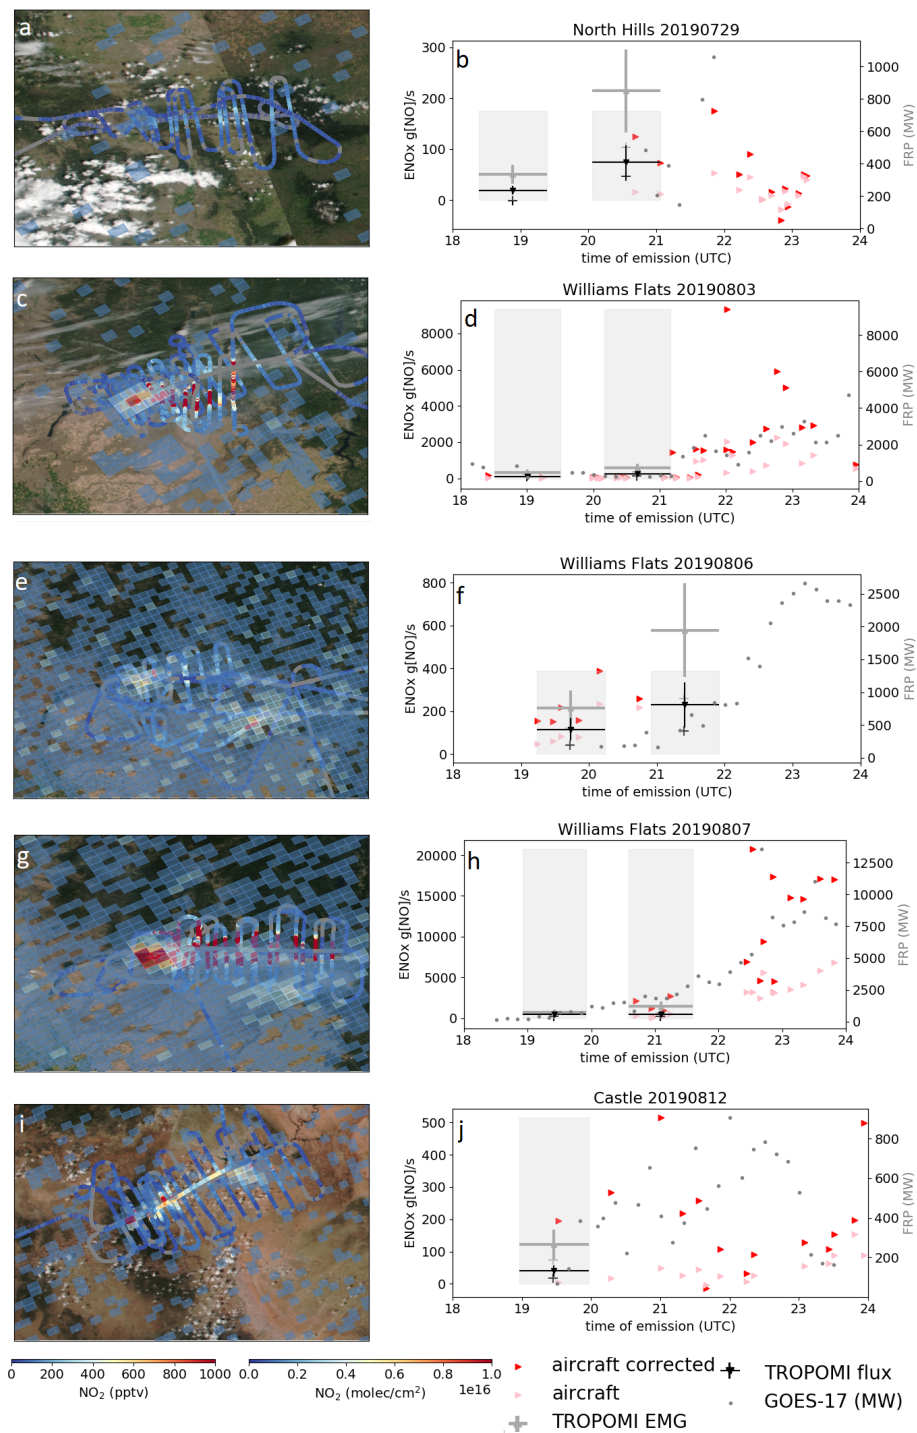 a
North Hills 20190729
b
300
200
100
0
ENOx g[NO]/s
1000
800
600
400
200
0
FRP (MW)
18 19 20 21 22 23 24
time of emission (UTC)
c
Williams Flats 20190803
d
8000
6000
4000
2000
0
ENOx g[NO]/s
8000
6000
4000
2000
0
FRP (MW)
18 19 20 21 22 23 24
time of emission (UTC)
e
Williams Flats 20190806
f
800
600
400
200
0
ENOx g[NO]/s
2500
2000
1500
1000
500
0
FRP (MW)
18 19 20 21 22 23 24
time of emission (UTC)
g
Williams Flats 20190807
h
20000
15000
10000
5000
0
ENOx g[NO]/s
12500
10000
7500
5000
2500
0
FRP (MW)
18 19 20 21 22 23 24
time of emission (UTC)
i
Castle 20190812
j
500
400
300
200
100
0
ENOx g[NO]/s
800
600
400
200
FRP (MW)
18 19 20 21 22 23 24
time of emission (UTC)
0 200 400 600 800 1000
NO₂ (pptv)
0.0 0.2 0.4 0.6 0.8 1.0
NO₂ (molec/cm²) 1e16
aircraft corrected
aircraft
TROPOMI EMG
TROPOMI flux
GOES-17 (MW)